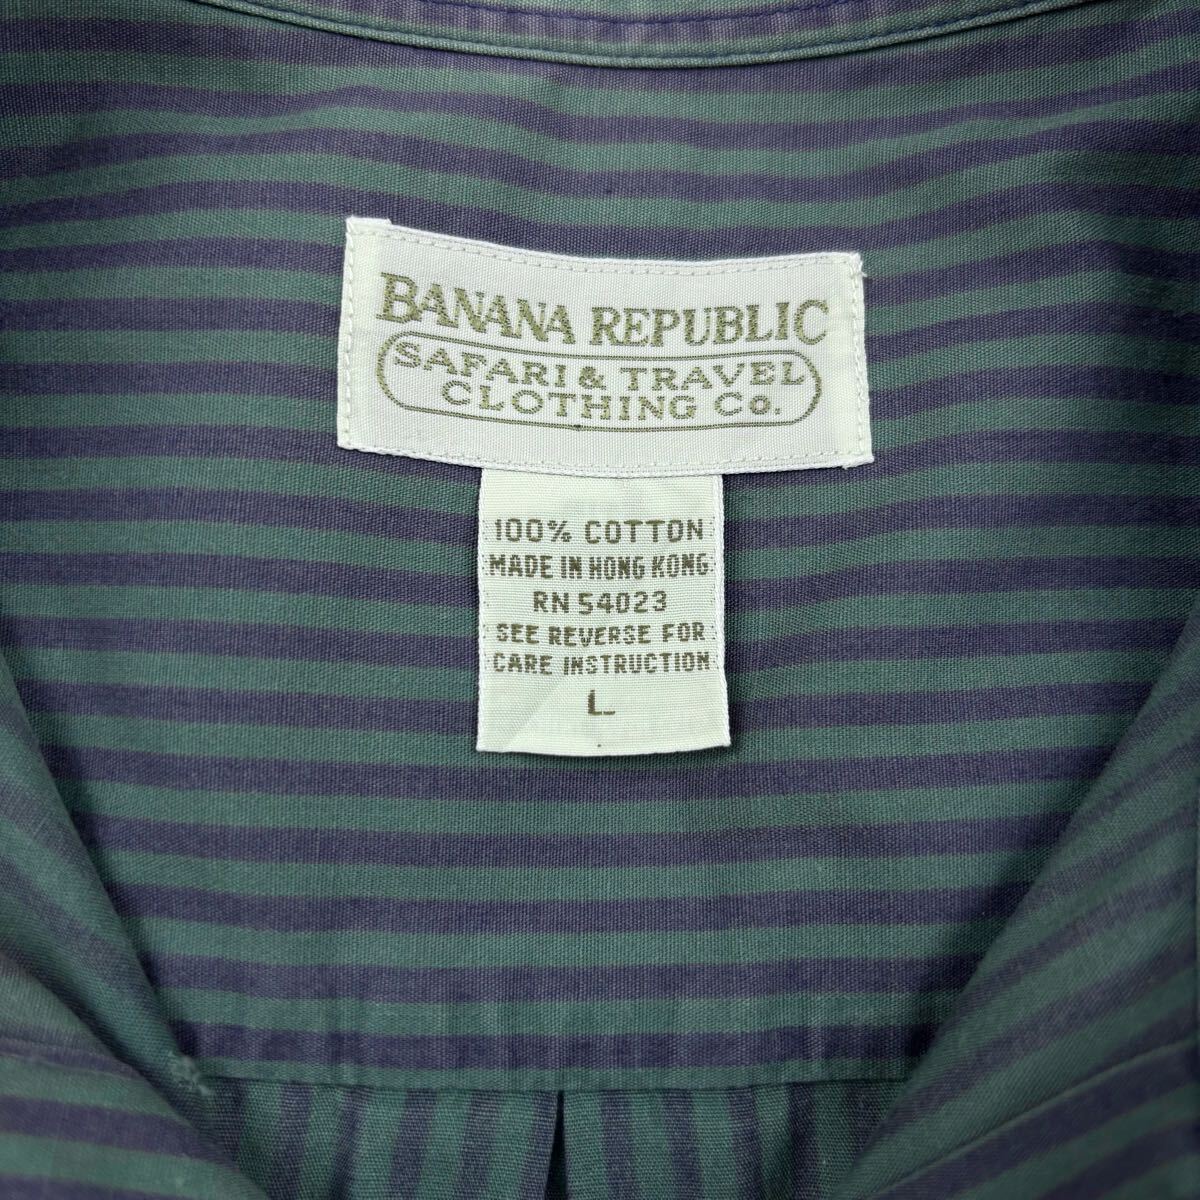 BANANA REPUBLIC
SAFARI & TRAVEL
CLOTHING Co.
100% COTTON
MADE IN HONG KONG
RN 54023
SEE REVERSE FOR
CARE INSTRUCTION
L